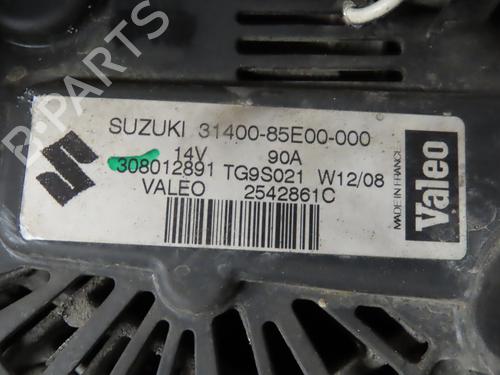 SUZUKI 31400-85E00-000
14V 90A
308012891 TG9S021 W12/08
VALEO 2542861C
MADE IN FRANCE
Valeo
B-PARTS